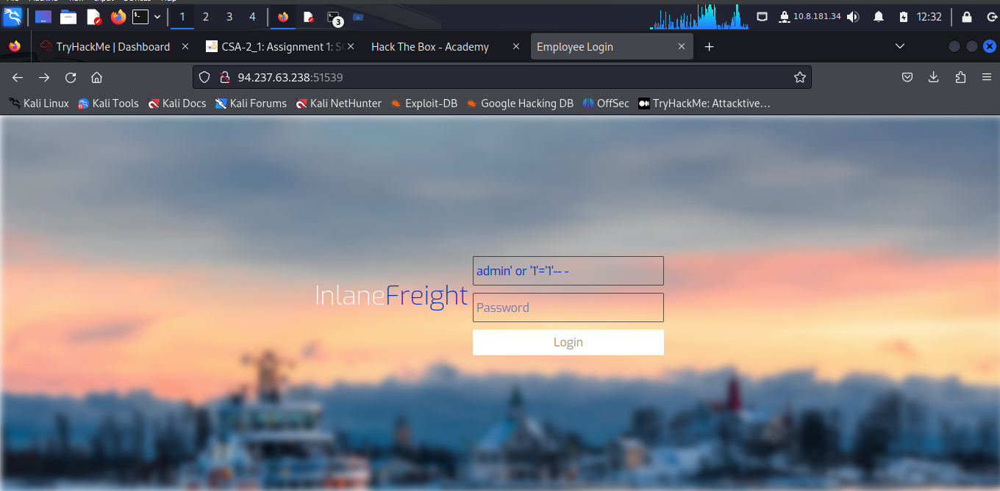 1 2 3 4 3 10.8.181.34 12:32
TryHackMe | Dashboard CSA-2_1: Assignment 1: SC Hack The Box - Academy Employee Login
94.237.63.238:51539
Kali Linux Kali Tools Kali Docs Kali Forums Kali NetHunter Exploit-DB Google Hacking DB OffSec TryHackMe: Attacktive…
admin' or '1'='1'-- -
InlaneFreight
Password
Login